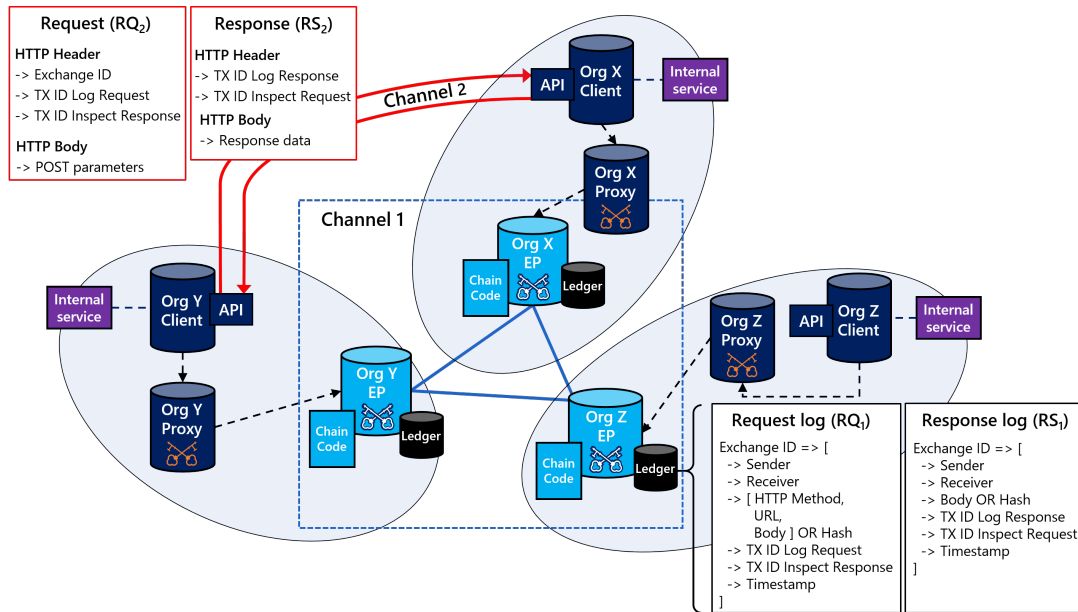 Request (RQ2)
HTTP Header
-> Exchange ID
-> TX ID Log Request
-> TX ID Inspect Response
HTTP Body
-> POST parameters
Response (RS2)
HTTP Header
-> TX ID Log Response
-> TX ID Inspect Request
HTTP Body
-> Response data
Channel 2
API
Org X
Client
Internal
service
Org X
Proxy
Channel 1
Org X
EP
Chain
Code
Ledger
Internal
service
Org Y
Client
API
Org Y
Proxy
Org Y
EP
Chain
Code
Ledger
Org Z
Proxy
API
Org Z
Client
Internal
service
Org Z
EP
Chain
Code
Ledger
Request log (RQ1)
Exchange ID => [
-> Sender
-> Receiver
-> [ HTTP Method,
URL,
Body ] OR Hash
-> TX ID Log Request
-> TX ID Inspect Response
-> Timestamp
]
Response log (RS1)
Exchange ID => [
-> Sender
-> Receiver
-> Body OR Hash
-> TX ID Log Response
-> TX ID Inspect Request
-> Timestamp
]